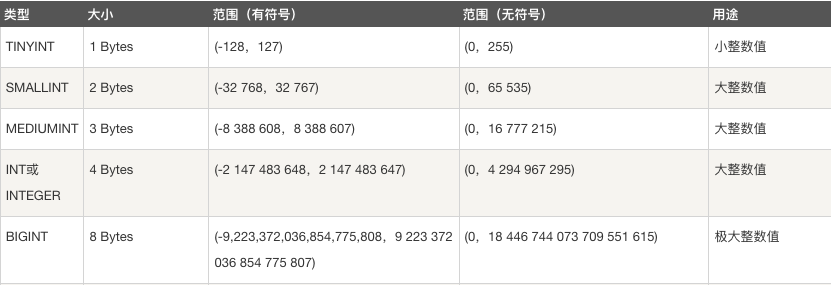 类型 大小 范围（有符号） 范围（无符号） 用途
TINYINT 1 Bytes (-128，127) (0，255) 小整数值
SMALLINT 2 Bytes (-32 768，32 767) (0，65 535) 大整数值
MEDIUMINT 3 Bytes (-8 388 608，8 388 607) (0，16 777 215) 大整数值
INT或 4 Bytes (-2 147 483 648，2 147 483 647) (0，4 294 967 295) 大整数值
INTEGER
BIGINT 8 Bytes (-9,223,372,036,854,775,808，9 223 372 (0，18 446 744 073 709 551 615) 极大整数值
036 854 775 807)